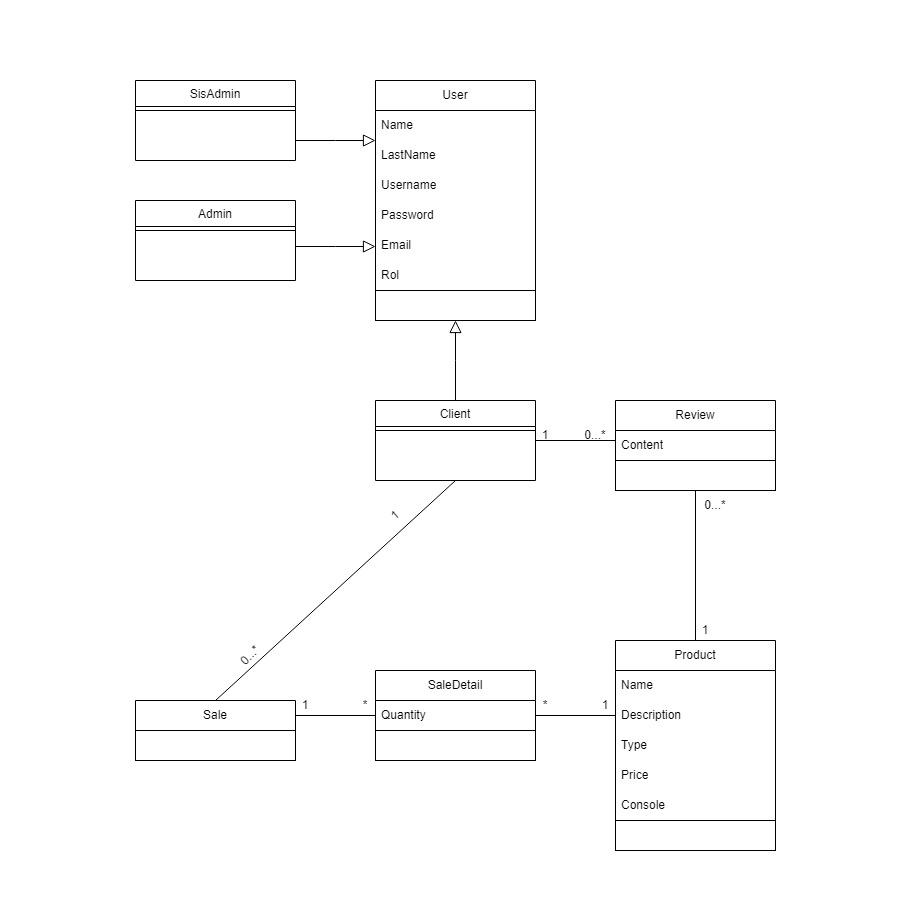 SisAdmin
User
Name
LastName
Username
Password
Email
Rol
Admin
Client
1
0...*
Review
Content
1
0...*
0...*
1
Sale
1
*
SaleDetail
Quantity
*
1
Product
Name
Description
Type
Price
Console